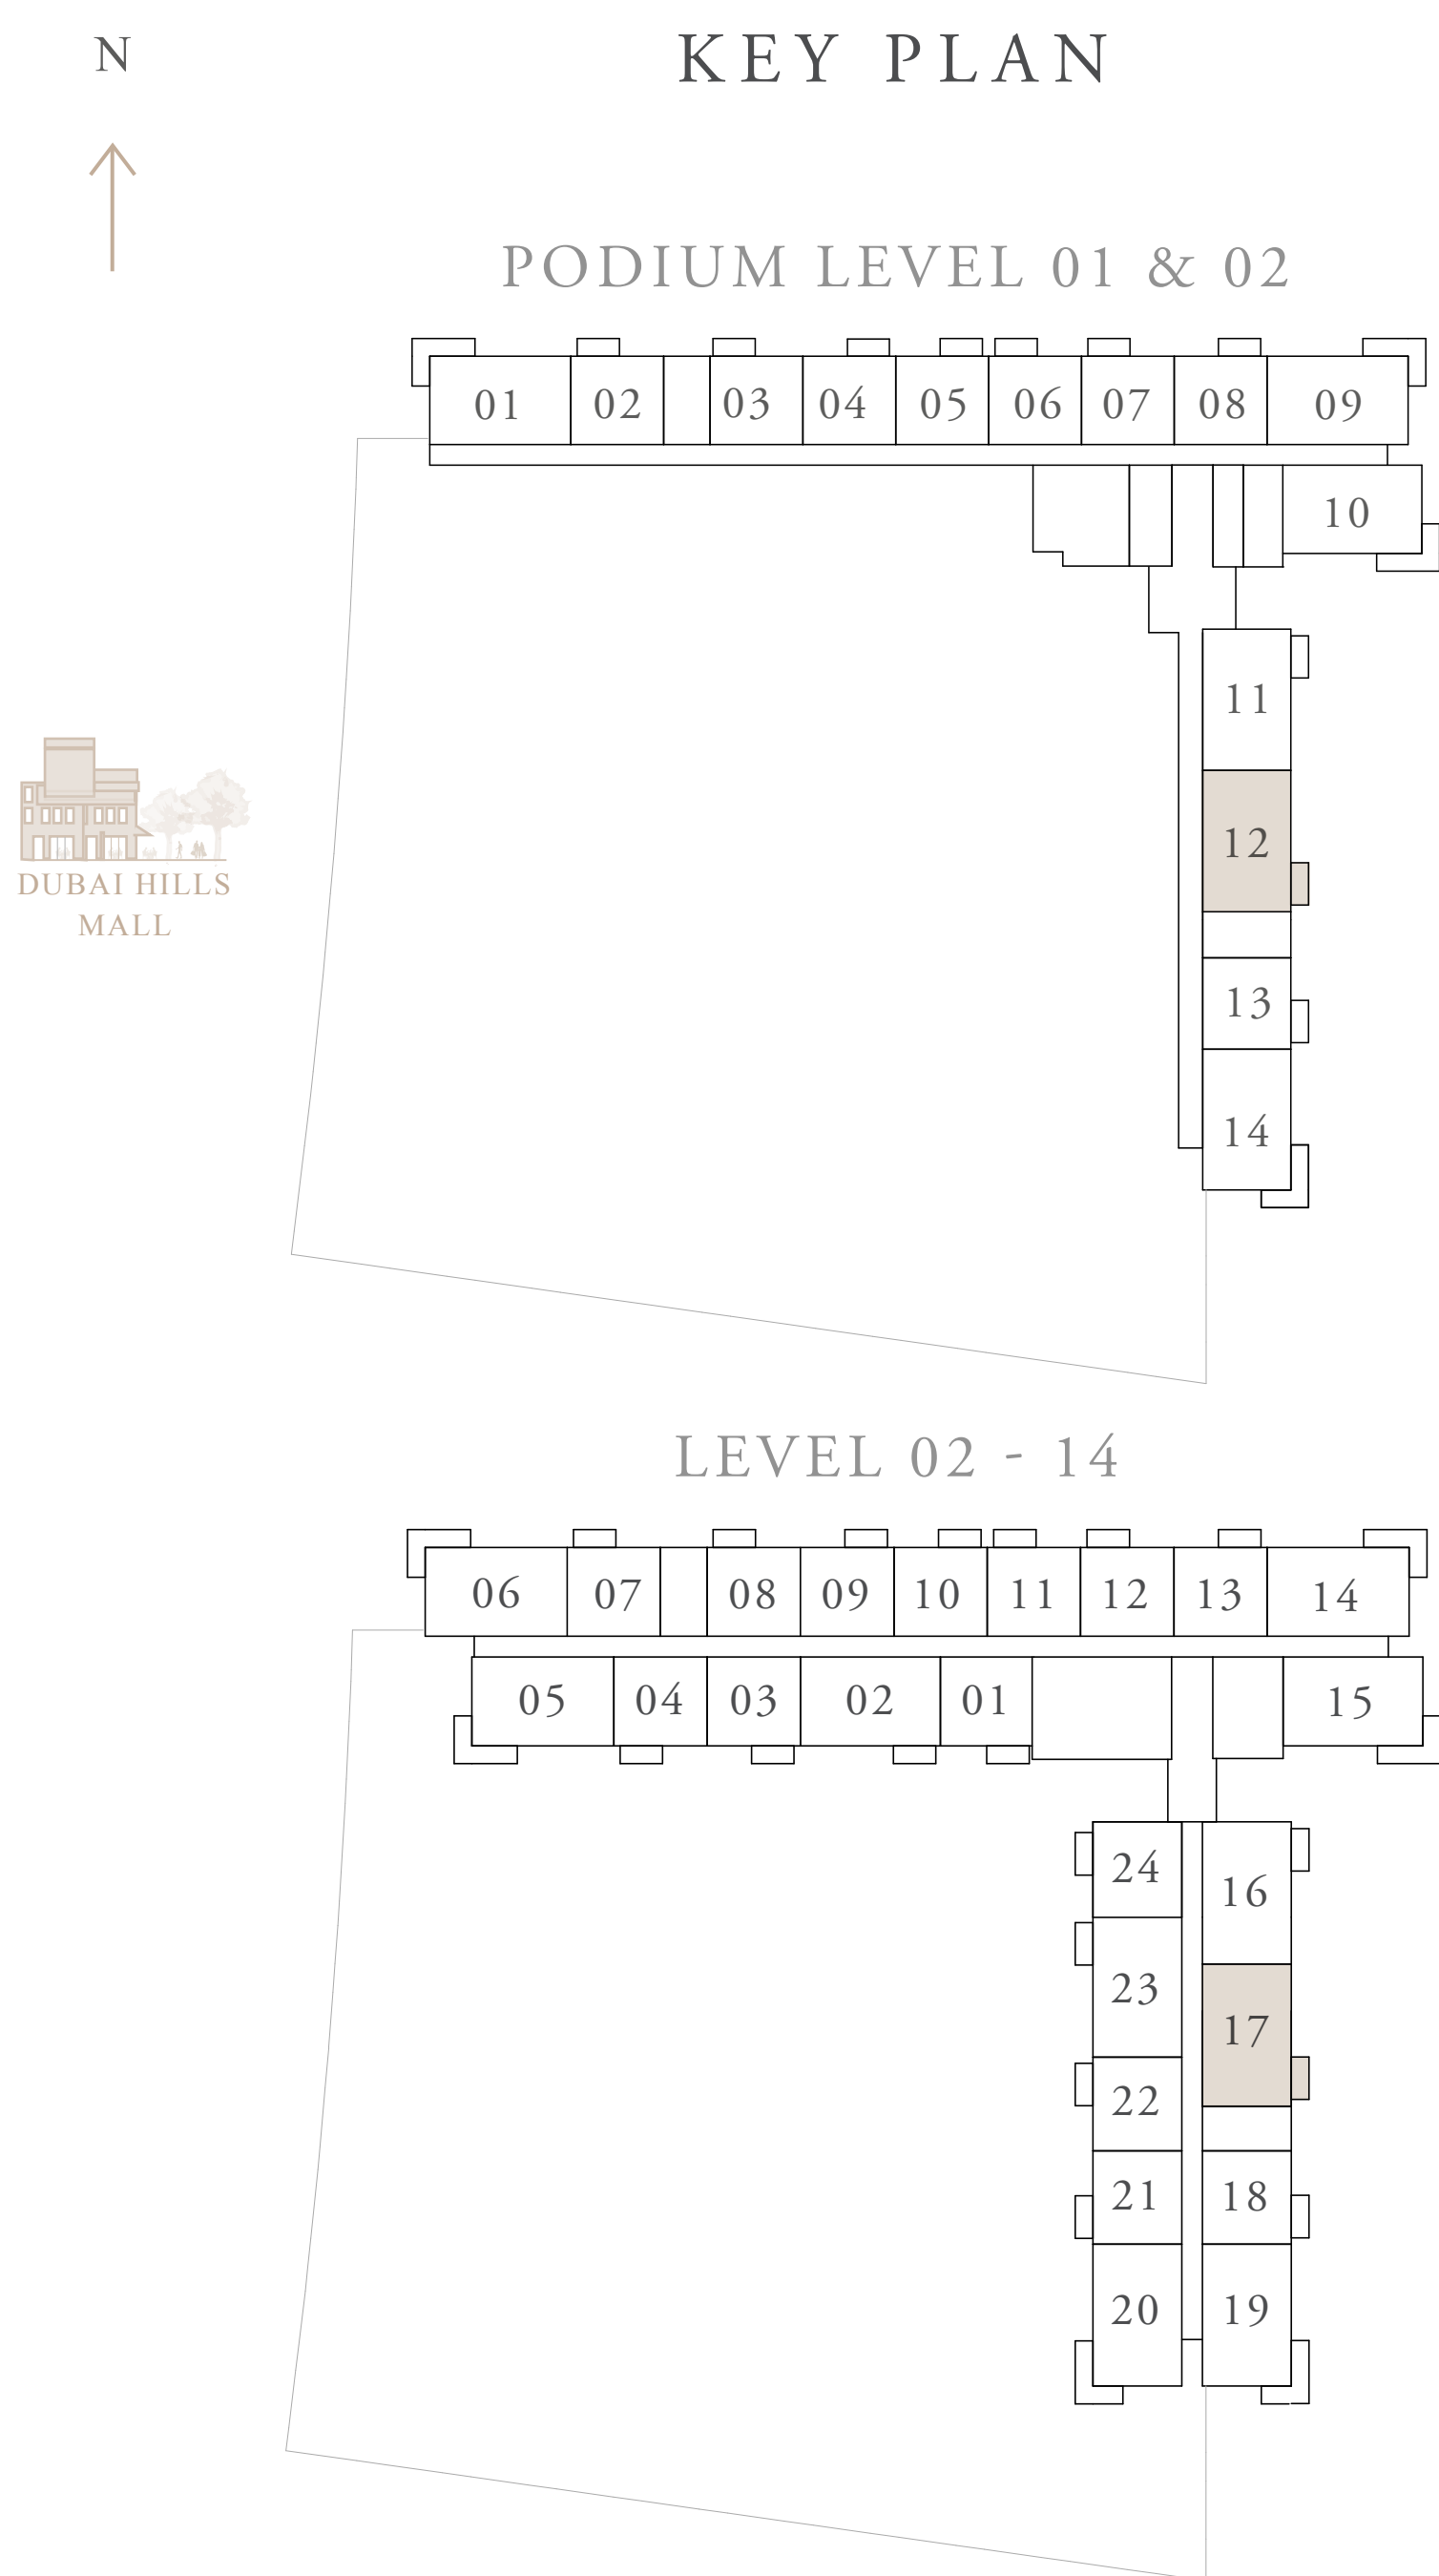 N
KEY PLAN
PODIUM LEVEL 01 & 02
01 02 03 04 05 06 07 08 09
10
11
12
DUBAI HILLS
MALL
13
14
LEVEL 02 - 14
06 07 08 09 10 11 12 13 14
05 04 03 02 01 15
24 16
23 17
22
21 18
20 19